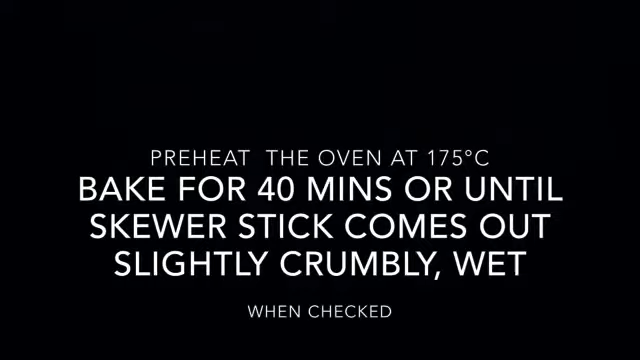 PREHEAT THE OVEN AT 175°C
BAKE FOR 40 MINS OR UNTIL
SKEWER STICK COMES OUT
SLIGHTLY CRUMBLY, WET
WHEN CHECKED